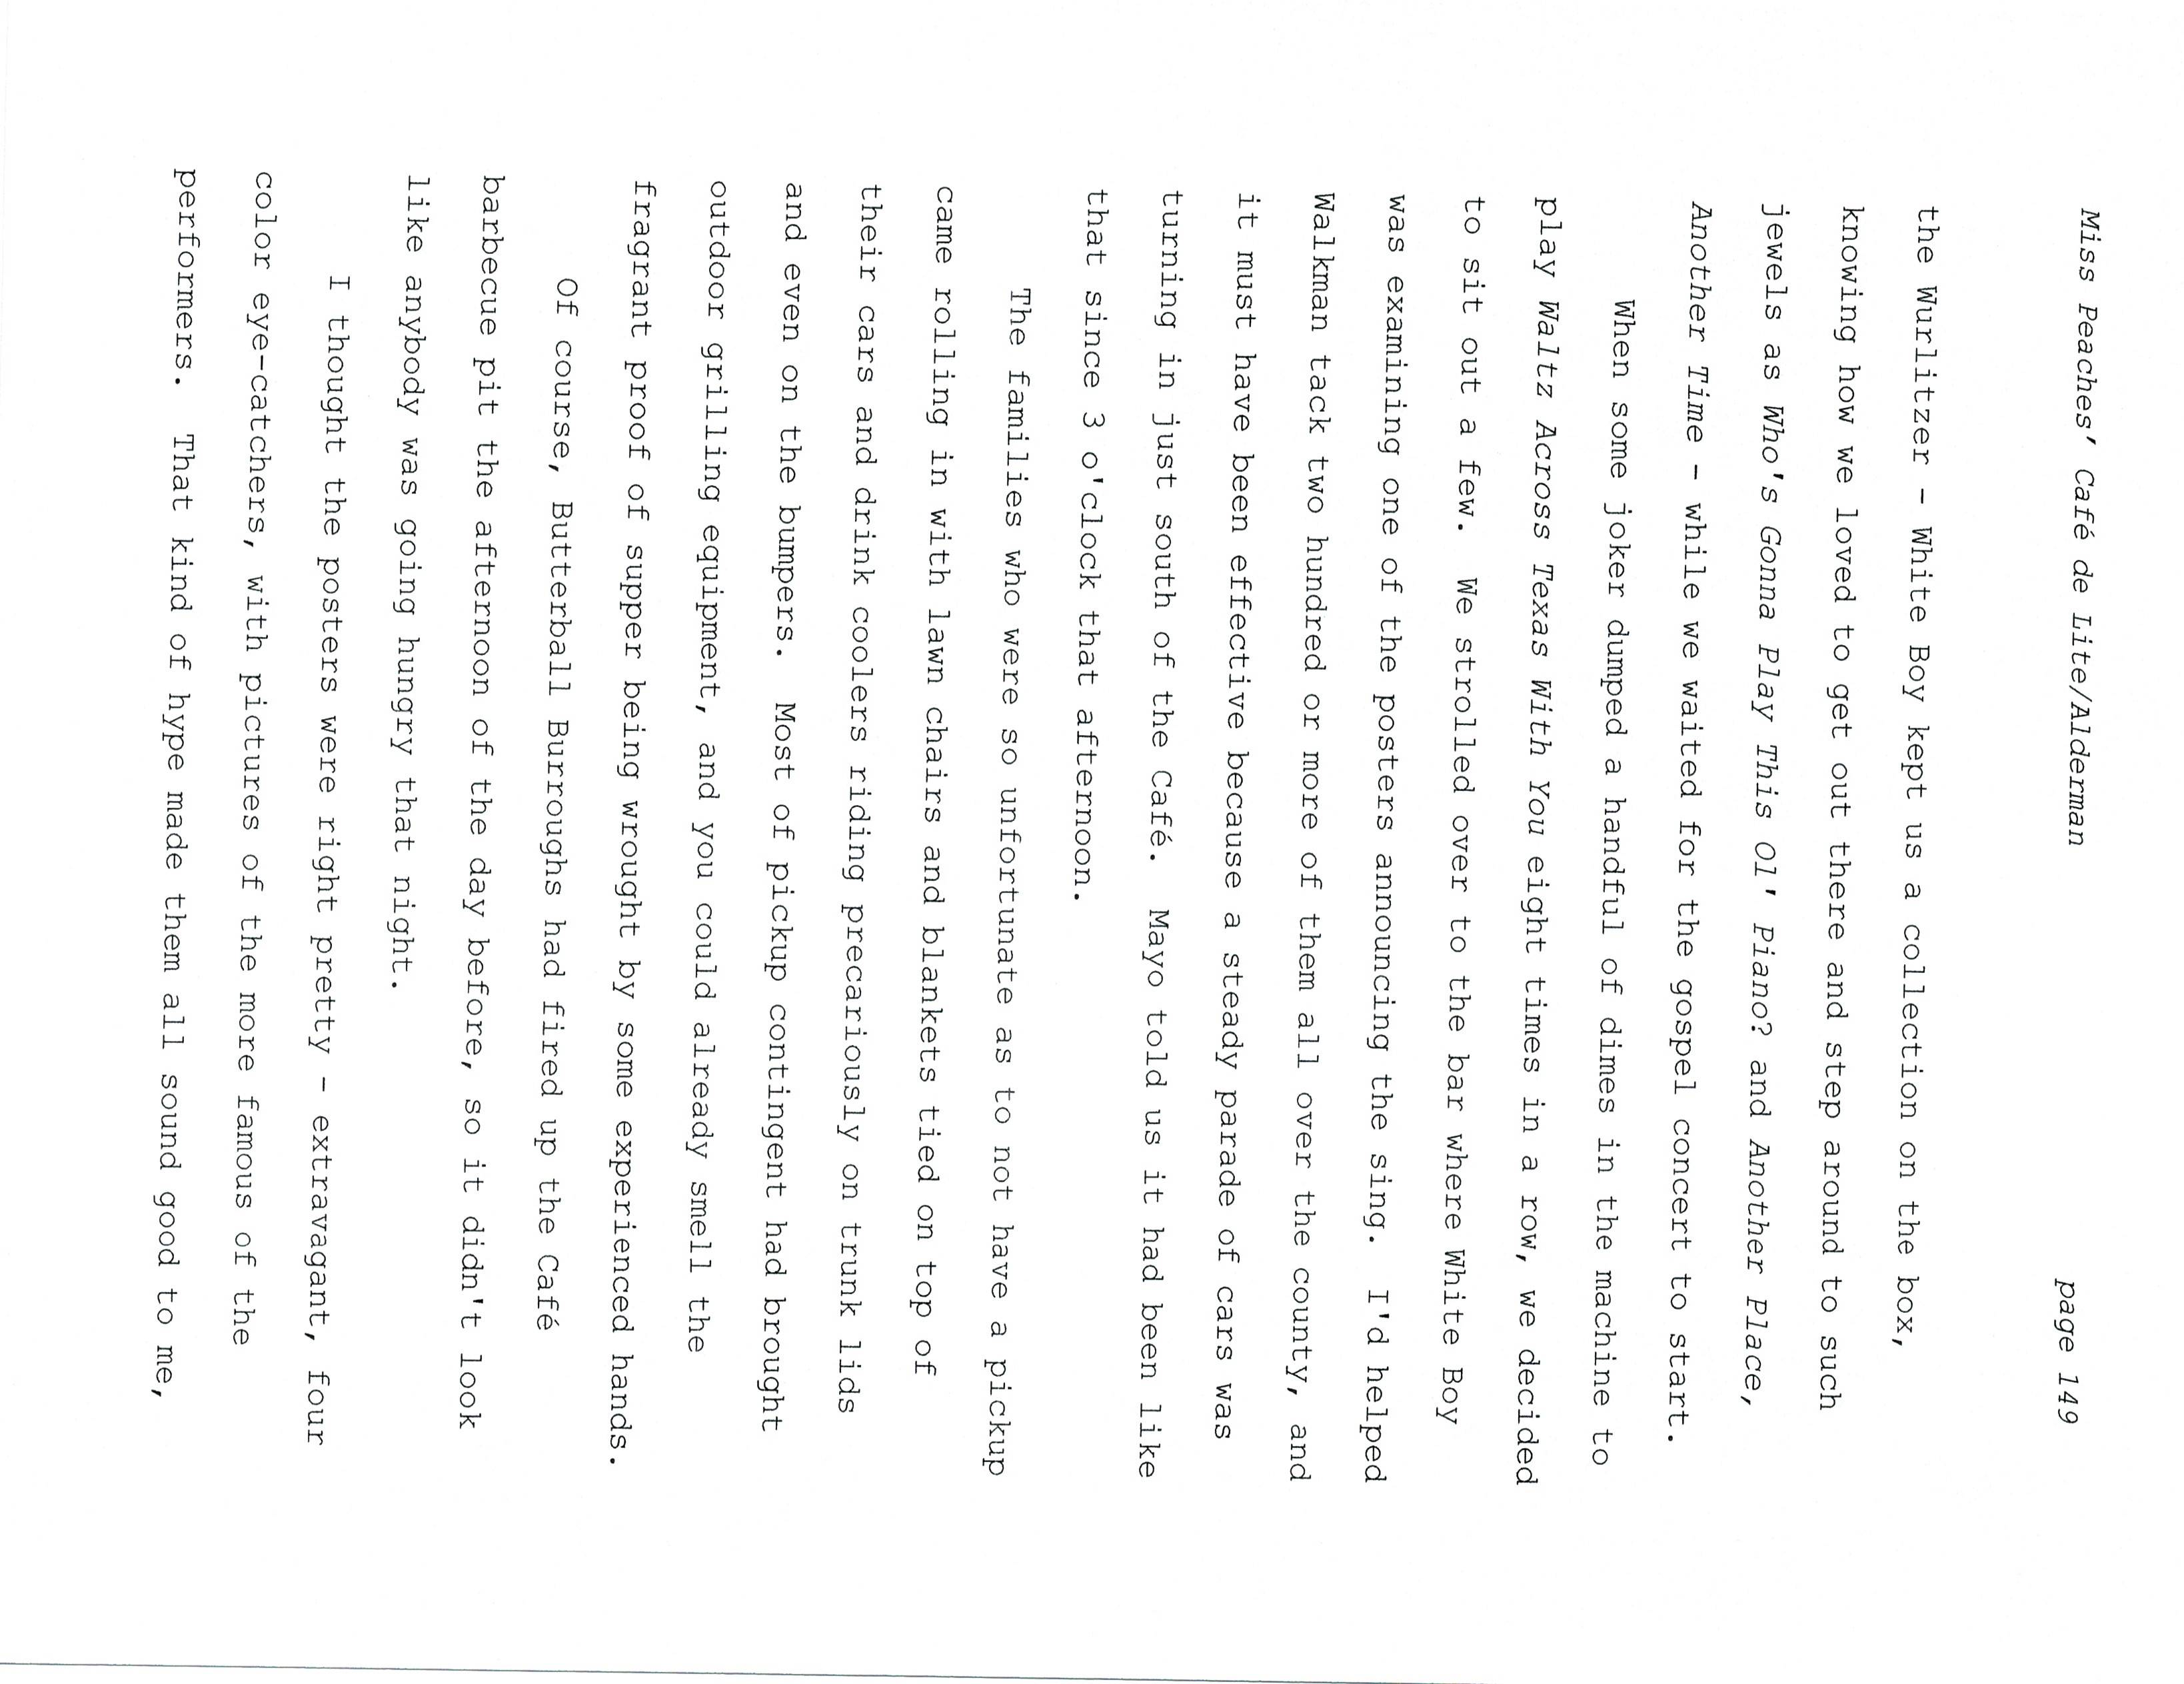 Miss Peaches’ Café de Lite/Alderman page 149
the Wurlitzer – White Boy kept us a collection on the box,
knowing how we loved to get out there and step around to such
jewels as Who's Gonna Play This Ol' Piano? and Another Place,
Another Time – while we waited for the gospel concert to start.
When some joker dumped a handful of dimes in the machine to
play Waltz Across Texas With You eight times in a row, we decided
to sit out a few.  We strolled over to the bar where White Boy
was examining one of the posters announcing the sing.  I'd helped
Walkman tack two hundred or more of them all over the county, and
it must have been effective because a steady parade of cars was
turning in just south of the Café.  Mayo told us it had been like
that since 3 o'clock that afternoon.
The families who were so unfortunate as to not have a pickup
came rolling in with lawn chairs and blankets tied on top of
their cars and drink coolers riding precariously on trunk lids
and even on the bumpers.  Most of pickup contingent had brought
outdoor grilling equipment, and you could already smell the
fragrant proof of supper being wrought by some experienced hands.
Of course, Butterball Burroughs had fired up the Café
barbecue pit the afternoon of the day before, so it didn't look
like anybody was going hungry that night.
I thought the posters were right pretty – extravagant, four
color eye-catchers, with pictures of the more famous of the
performers.  That kind of hype made them all sound good to me,